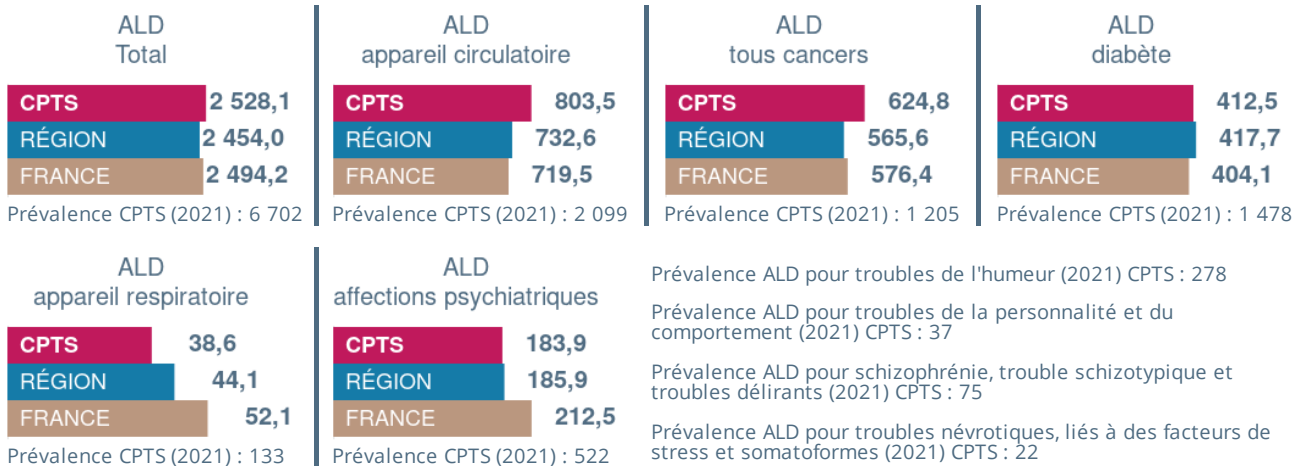 ALD
Total
CPTS 2 528,1
RÉGION 2 454,0
FRANCE 2 494,2
Prévalence CPTS (2021) : 6 702
ALD
appareil circulatoire
CPTS 803,5
RÉGION 732,6
FRANCE 719,5
Prévalence CPTS (2021) : 2 099
ALD
tous cancers
CPTS 624,8
RÉGION 565,6
FRANCE 576,4
Prévalence CPTS (2021) : 1 205
ALD
diabète
CPTS 412,5
RÉGION 417,7
FRANCE 404,1
Prévalence CPTS (2021) : 1 478
ALD
appareil respiratoire
CPTS 38,6
RÉGION 44,1
FRANCE 52,1
Prévalence CPTS (2021) : 133
ALD
affections psychiatriques
CPTS 183,9
RÉGION 185,9
FRANCE 212,5
Prévalence CPTS (2021) : 522
Prévalence ALD pour troubles de l'humeur (2021) CPTS : 278
Prévalence ALD pour troubles de la personnalité et du
comportement (2021) CPTS : 37
Prévalence ALD pour schizophrénie, trouble schizotypique et
troubles délirants (2021) CPTS : 75
Prévalence ALD pour troubles névrotiques, liés à des facteurs de
stress et somatoformes (2021) CPTS : 22